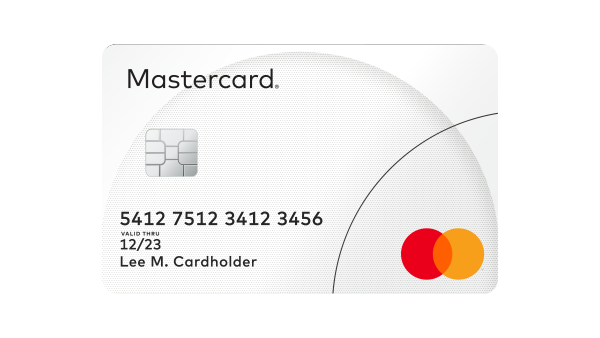 Mastercard®
5412 7512 3412 3456
VALID THRU
12/23
Lee M. Cardholder